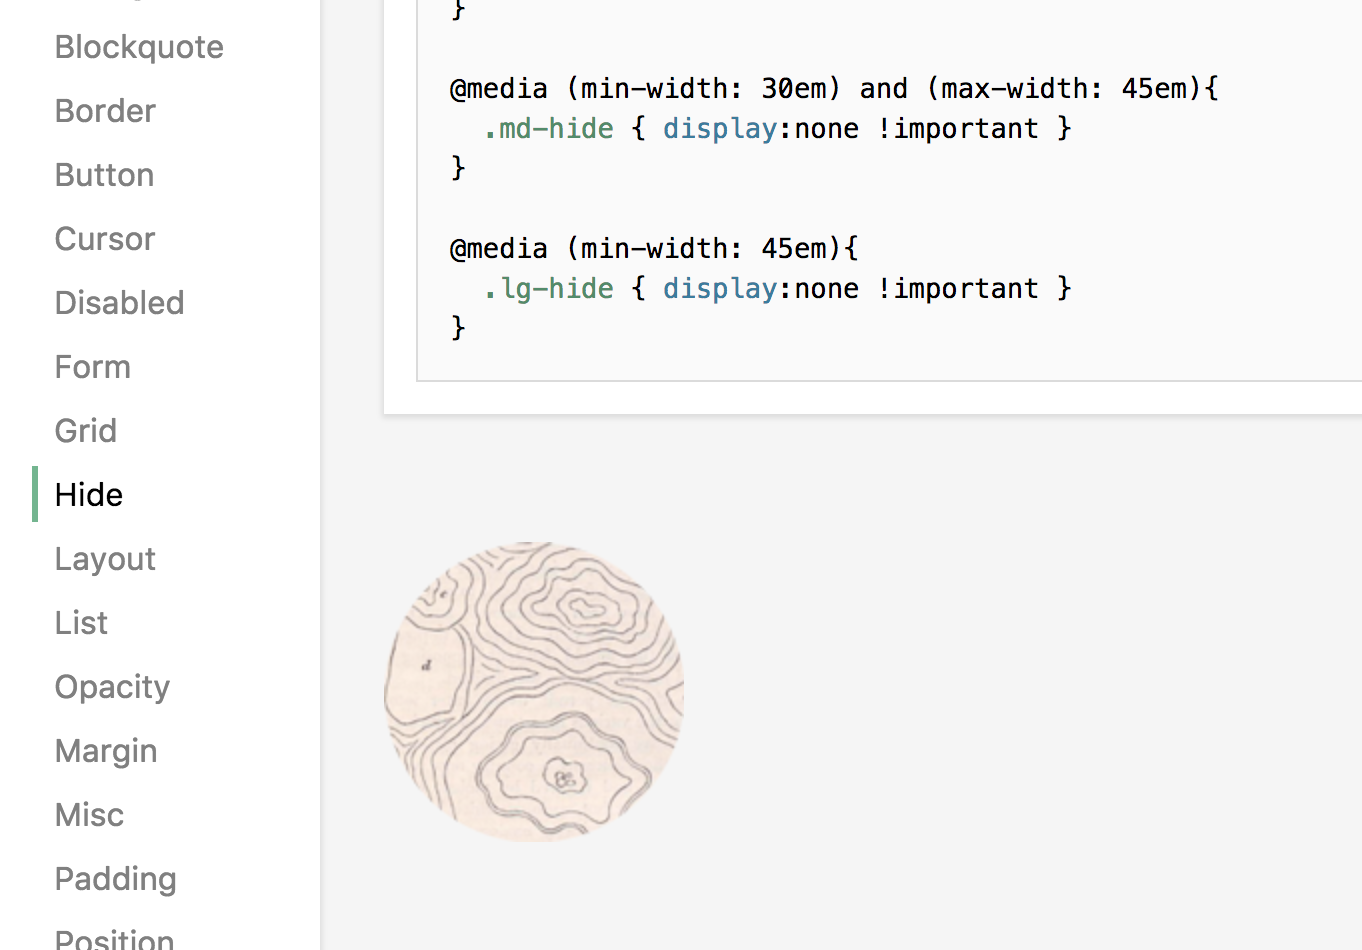 Blockquote
Border
Button
Cursor
Disabled
Form
Grid
Hide
Layout
List
Opacity
Margin
Misc
Padding
Position
}
@media (min-width: 30em) and (max-width: 45em){
.md-hide { display:none !important }
}
@media (min-width: 45em){
.lg-hide { display:none !important }
}
d